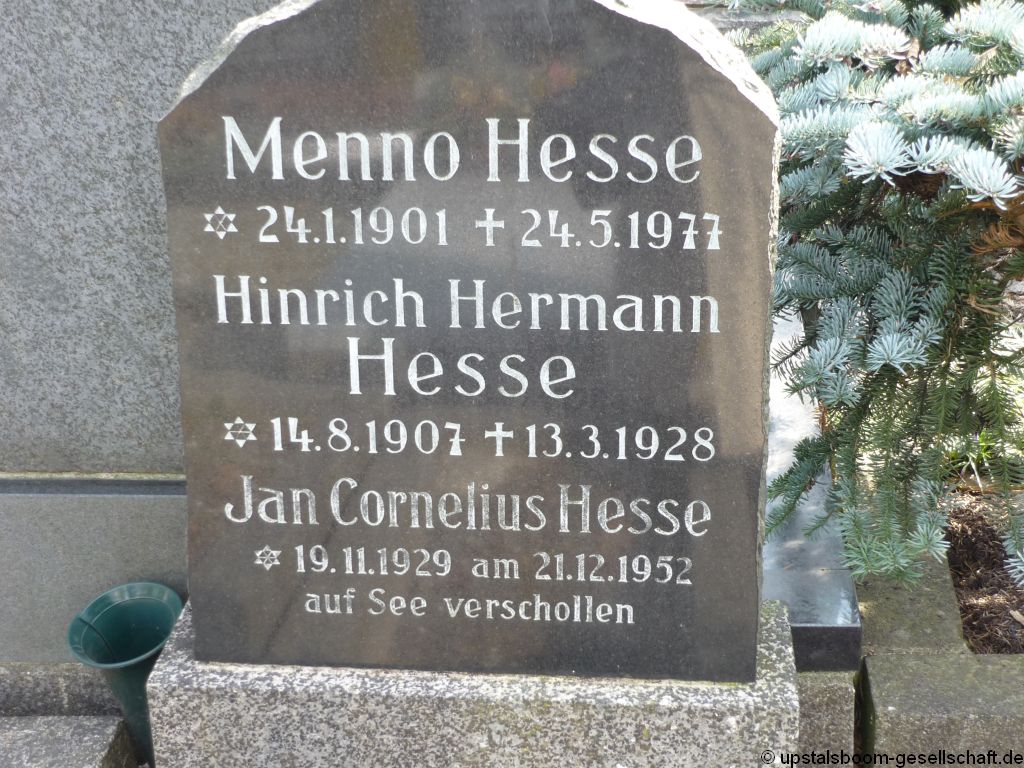 Menno Hesse
✡ 24.1.1901 ✝ 24.5.1977
Hinrich Hermann
Hesse
✡ 14.8.1907 ✝ 13.3.1928
Jan Cornelius Hesse
✡ 19.11.1929 am 21.12.1952
auf See verschollen
© upstalsboom-gesellschaft.de